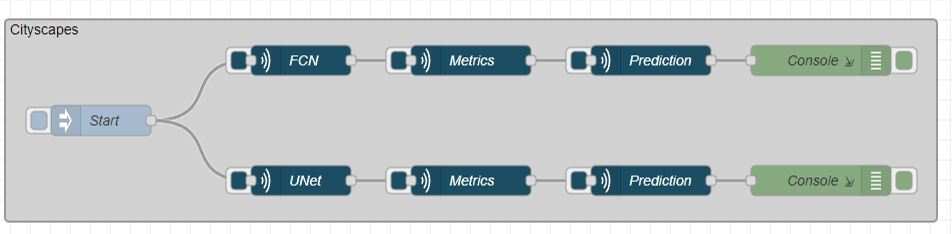 Cityscapes
FCN
Metrics
Prediction
Console
Start
UNet
Metrics
Prediction
Console